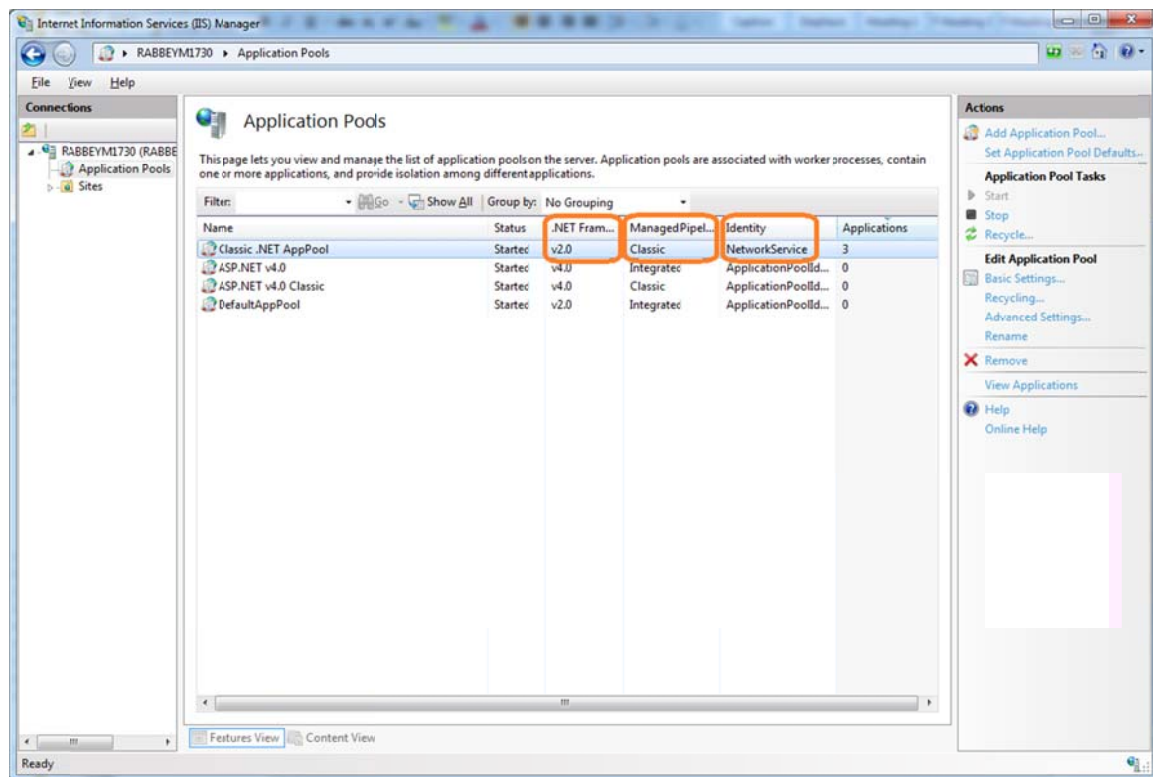 Internet Information Services (IIS) Manager
RABBEYM1730 Application Pools
File View Help
Connections
RABBEYM1730 (RABBE
Application Pools
Sites
Application Pools
This page lets you view and manage the list of application pools on the server. Application pools are associated with worker processes, contain
one or more applications, and provide isolation among different applications.
Filter: Go Show All Group by: No Grouping
Name Status .NET Fram... Managed Pipel... Identity Applications
Classic .NET AppPool Started v2.0 Classic NetworkService 3
ASP.NET v4.0 Started v4.0 Integrated ApplicationPoolId... 0
ASP.NET v4.0 Classic Started v4.0 Classic ApplicationPoolId... 0
DefaultAppPool Started v2.0 Integrated ApplicationPoolId... 0
Features View Content View
Actions
Add Application Pool...
Set Application Pool Defaults...
Application Pool Tasks
Start
Stop
Recycle...
Edit Application Pool
Basic Settings...
Recycling...
Advanced Settings...
Rename
Remove
View Applications
Help
Online Help
Ready